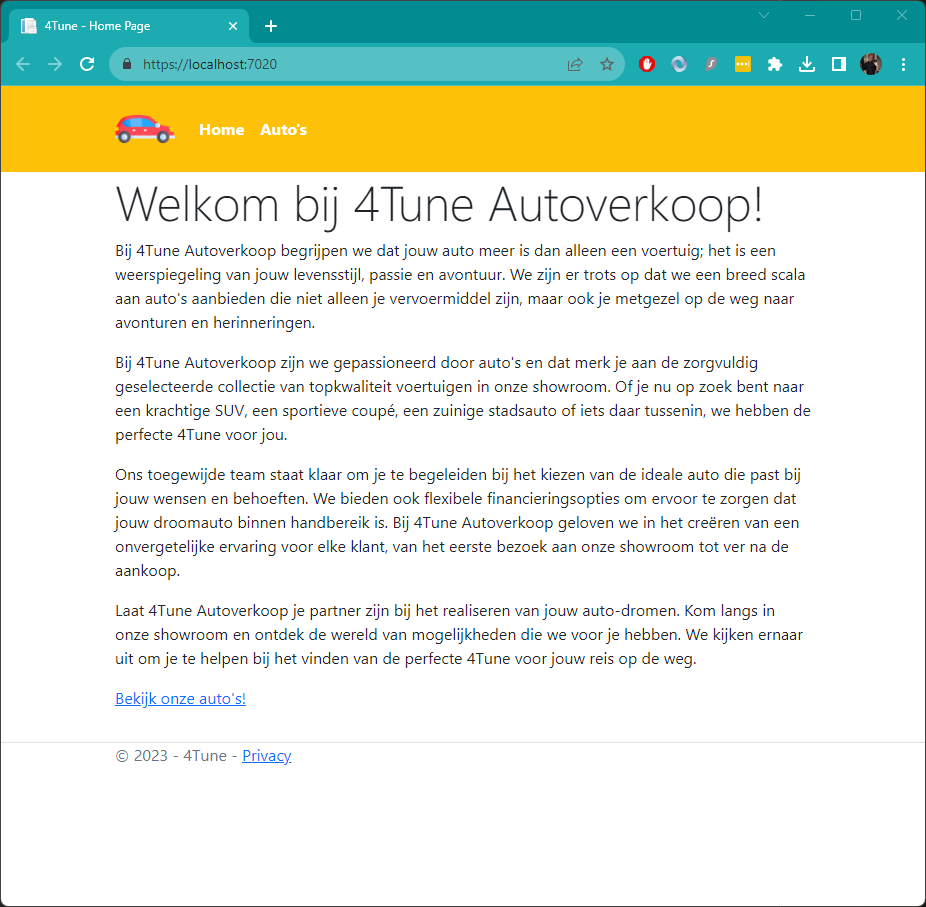 4Tune - Home Page
https://localhost:7020
Home Auto's
Welkom bij 4Tune Autoverkoop!
Bij 4Tune Autoverkoop begrijpen we dat jouw auto meer is dan alleen een voertuig; het is een
weerspiegeling van jouw levensstijl, passie en avontuur. We zijn er trots op dat we een breed scala
aan auto's aanbieden die niet alleen je vervoermiddel zijn, maar ook je metgezel op de weg naar
avonturen en herinneringen.
Bij 4Tune Autoverkoop zijn we gepassioneerd door auto's en dat merk je aan de zorgvuldig
geselecteerde collectie van topkwaliteit voertuigen in onze showroom. Of je nu op zoek bent naar
een krachtige SUV, een sportieve coupé, een zuinige stadsauto of iets daar tussenin, we hebben de
perfecte 4Tune voor jou.
Ons toegewijde team staat klaar om je te begeleiden bij het kiezen van de ideale auto die past bij
jouw wensen en behoeften. We bieden ook flexibele financieringsopties om ervoor te zorgen dat
jouw droomauto binnen handbereik is. Bij 4Tune Autoverkoop geloven we in het creëren van een
onvergetelijke ervaring voor elke klant, van het eerste bezoek aan onze showroom tot ver na de
aankoop.
Laat 4Tune Autoverkoop je partner zijn bij het realiseren van jouw auto-dromen. Kom langs in
onze showroom en ontdek de wereld van mogelijkheden die we voor je hebben. We kijken ernaar
uit om je te helpen bij het vinden van de perfecte 4Tune voor jouw reis op de weg.
Bekijk onze auto's!
© 2023 - 4Tune - Privacy